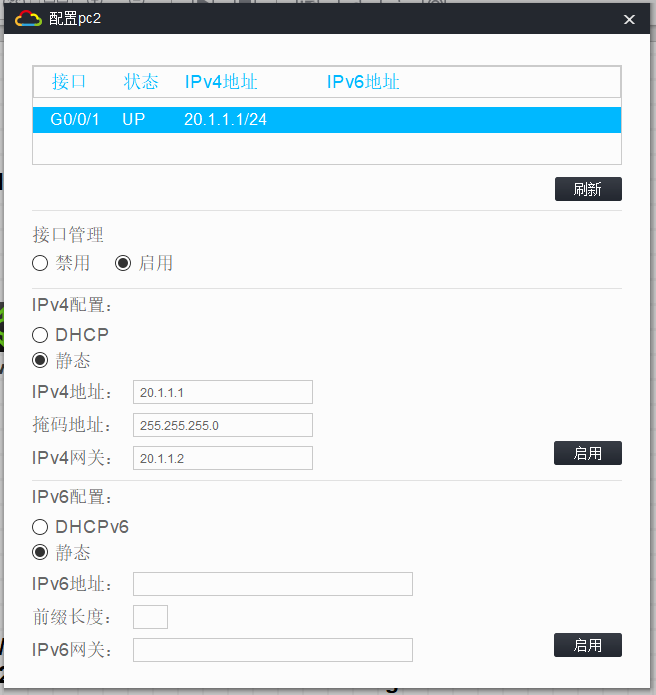 配置pc2
接口 状态 IPv4地址 IPv6地址
G0/0/1 UP 20.1.1.1/24
刷新
接口管理
禁用 启用
IPv4配置：
DHCP
静态
IPv4地址： 20.1.1.1
掩码地址： 255.255.255.0
IPv4网关： 20.1.1.2
启用
IPv6配置：
DHCPv6
静态
IPv6地址：
前缀长度：
IPv6网关：
启用